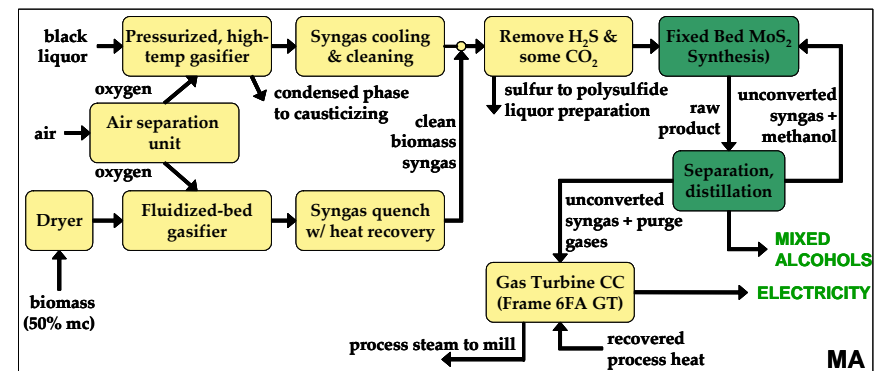 black
liquor
Pressurized, high-
temp gasifier
Syngas cooling
& cleaning
Remove H₂S &
some CO₂
Fixed Bed MoS₂
Synthesis)
oxygen
condensed phase
to causticizing
sulfur to polysulfide
liquor preparation
raw
product
unconverted
syngas +
methanol
air
Air separation
unit
clean
biomass
syngas
oxygen
Separation,
distillation
Dryer
Fluidized-bed
gasifier
Syngas quench
w/ heat recovery
unconverted
syngas + purge
gases
MIXED
ALCOHOLS
biomass
(50% mc)
Gas Turbine CC
(Frame 6FA GT)
ELECTRICITY
process steam to mill
recovered
process heat
MA